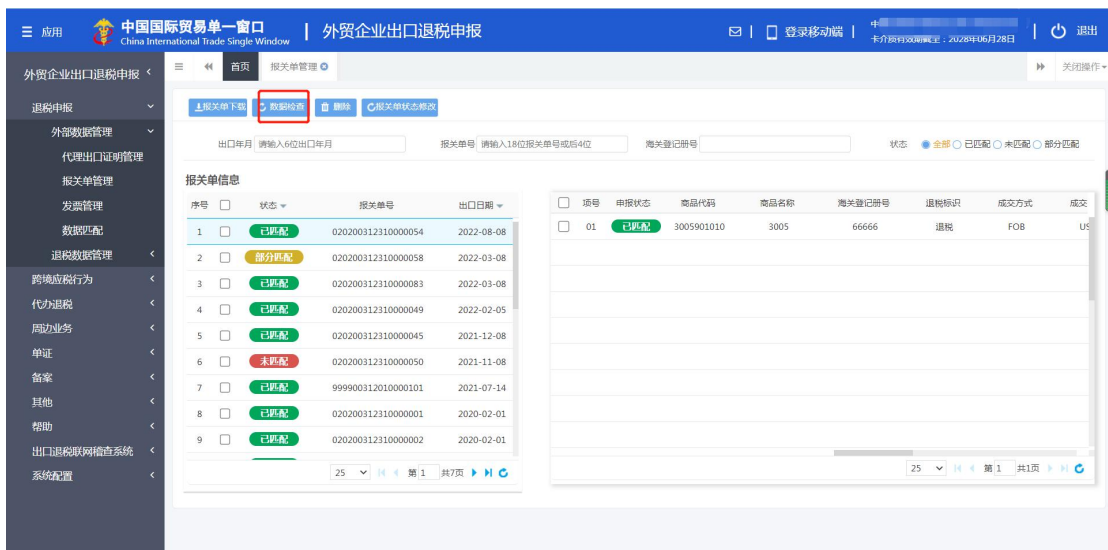 应用 中国国际贸易单一窗口 外贸企业出口退税申报 登录移动端 中 退出
China International Trade Single Window 卡介质有效期截至：2028年06月28日
外贸企业出口退税申报 首页 报关单管理 关闭操作
退税申报
外部数据管理
代理出口证明管理
报关单管理
发票管理
数据匹配
退税数据管理
跨境应税行为
代办退税
周边业务
单证
备案
其他
帮助
出口退税联网稽查系统
系统配置
报关单下载 数据检查 删除 报关单状态修改
出口年月 请输入6位出口年月 报关单号 请输入18位报关单号或后4位 海关登记册号 状态 全部 已匹配 未匹配 部分匹配
报关单信息
序号 状态 报关单号 出口日期
1 已匹配 020200312310000054 2022-08-08
2 部分匹配 020200312310000058 2022-03-08
3 已匹配 020200312310000083 2022-03-08
4 已匹配 020200312310000049 2022-02-05
5 已匹配 020200312310000045 2021-12-08
6 未匹配 020200312310000050 2021-11-08
7 已匹配 999900312010000101 2021-07-14
8 已匹配 020200312310000001 2020-02-01
9 已匹配 020200312310000002 2020-02-01
25 第 1 共7页
项号 申报状态 商品代码 商品名称 海关登记册号 退税标识 成交方式 成交
01 已匹配 3005901010 3005 66666 退税 FOB US
25 第 1 共1页